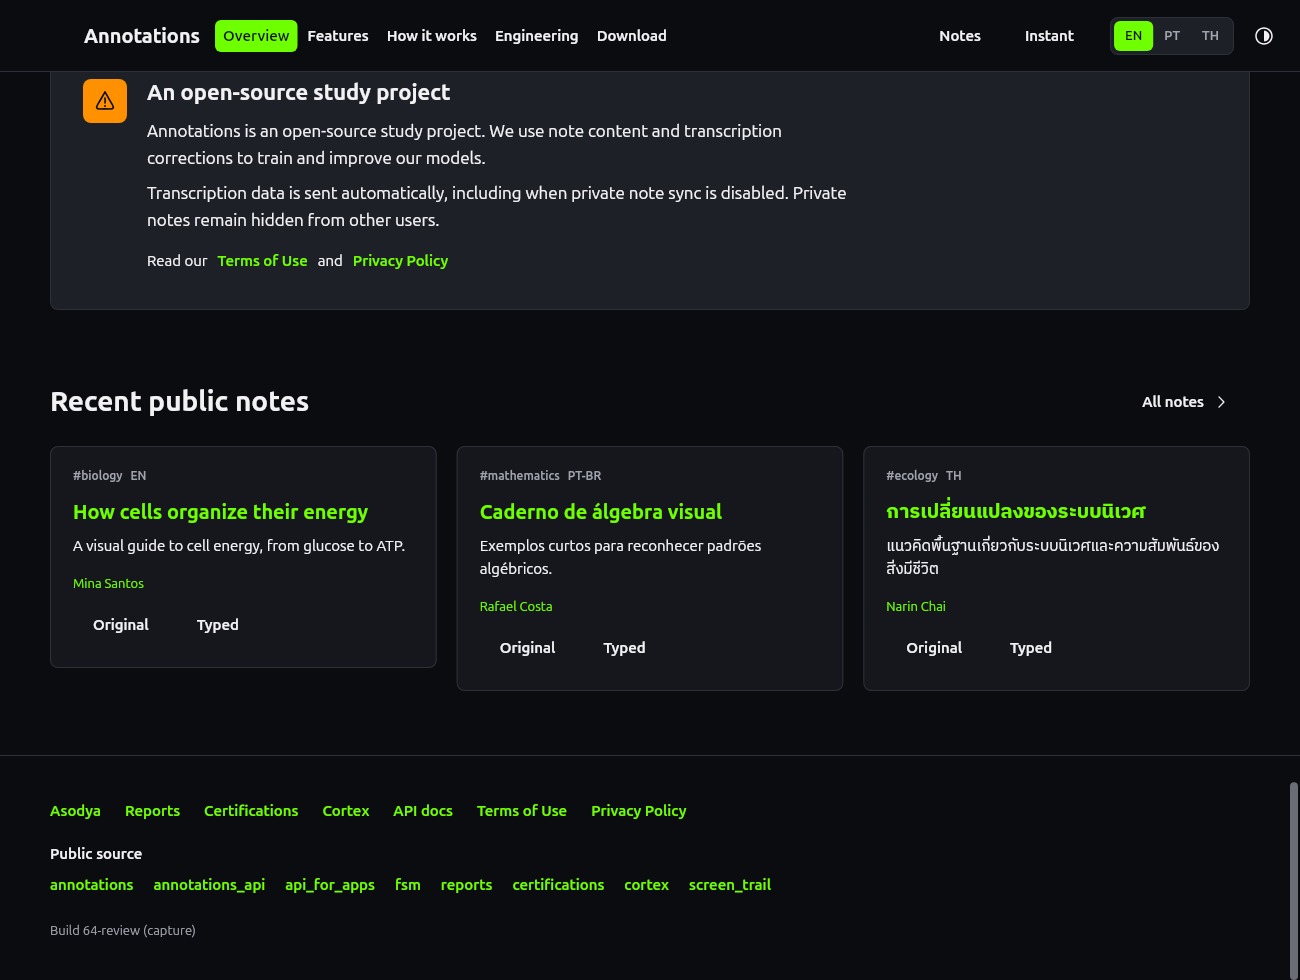 Annotations Overview Features How it works Engineering Download Notes Instant EN PT TH
An open-source study project
Annotations is an open-source study project. We use note content and transcription
corrections to train and improve our models.
Transcription data is sent automatically, including when private note sync is disabled. Private
notes remain hidden from other users.
Read our Terms of Use and Privacy Policy
Recent public notes
All notes
#biology EN
How cells organize their energy
A visual guide to cell energy, from glucose to ATP.
Mina Santos
Original Typed
#mathematics PT-BR
Caderno de álgebra visual
Exemplos curtos para reconhecer padrões
algébricos.
Rafael Costa
Original Typed
#ecology TH
การเปลี่ยนแปลงของระบบนิเวศ
แนวคิดพื้นฐานเกี่ยวกับระบบนิเวศและความสัมพันธ์ของ
สิ่งมีชีวิต
Narin Chai
Original Typed
Asodya Reports Certifications Cortex API docs Terms of Use Privacy Policy
Public source
annotations annotations_api api_for_apps fsm reports certifications cortex screen_trail
Build 64-review (capture)